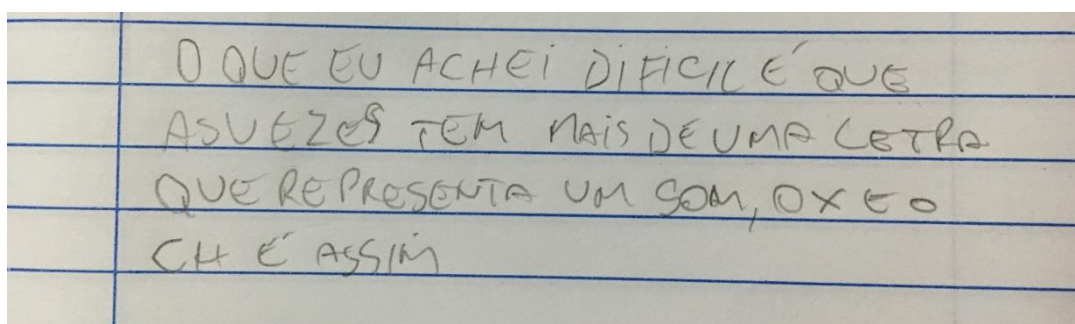 O QUE EU ACHEI DIFICIL É QUE
ASVEZES TEM MAIS DE UMA LETRA
QUE REPRESENTA UM SOM, O X E O
CH É ASSIM